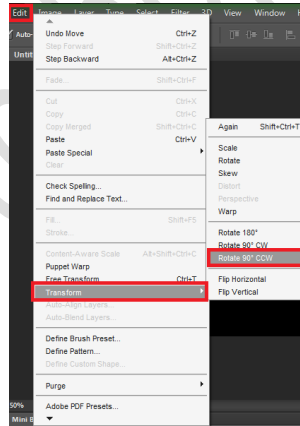 Edit Image Layer Type Select Filter 3D View Window
Auto-
Untit
Undo Move Ctrl+Z
Step Forward Shift+Ctrl+Z
Step Backward Alt+Ctrl+Z
Fade... Shift+Ctrl+F
Cut Ctrl+X
Copy Ctrl+C
Copy Merged Shift+Ctrl+C
Paste Ctrl+V
Paste Special
Clear
Check Spelling...
Find and Replace Text...
Fill... Shift+F5
Stroke...
Content-Aware Scale Alt+Shift+Ctrl+C
Puppet Warp
Free Transform Ctrl+T
Transform
Auto-Align Layers...
Auto-Blend Layers...
Define Brush Preset...
Define Pattern...
Define Custom Shape...
Purge
Adobe PDF Presets...
Again Shift+Ctrl+T
Scale
Rotate
Skew
Distort
Perspective
Warp
Rotate 180°
Rotate 90° CW
Rotate 90° CCW
Flip Horizontal
Flip Vertical
50%
Mini B